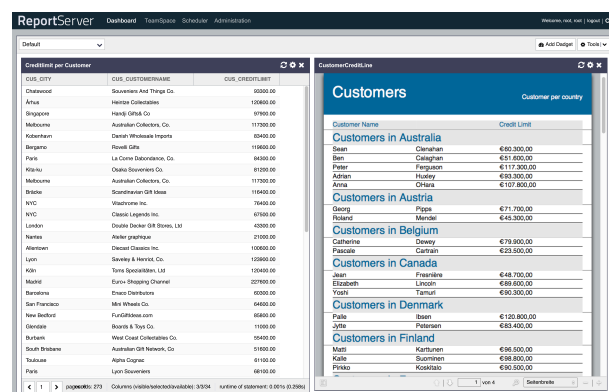 ReportServer Dashboard TeamSpace Scheduler Administration Welcome, root, root | logout |
Default Add Dadget Tools
Creditlimit per Customer
CUS_CITY CUS_CUSTOMERNAME CUS_CREDITLIMIT
Chatswood Souveniers And Things Co. 93300.00
Århus Heintze Collectables 120800.00
Singapore Handji Gifts& Co 97900.00
Melbourne Australian Collectors, Co. 117300.00
Kobenhavn Danish Wholesale Imports 83400.00
Bergamo Rovelli Gifts 119600.00
Paris La Corne Dabondance, Co. 84300.00
Kita-ku Osaka Souveniers Co. 81200.00
Melbourne Australian Collectors, Co. 117300.00
Bräcke Scandinavian Gift Ideas 116400.00
NYC Vitachrome Inc. 76400.00
NYC Classic Legends Inc. 67500.00
London Double Decker Gift Stores, Ltd 43300.00
Nantes Atelier graphique 21000.00
Allentown Diecast Classics Inc. 100600.00
Lyon Saveley & Henriot, Co. 123900.00
Köln Toms Spezialitäten, Ltd 120400.00
Madrid Euro+ Shopping Channel 227600.00
Barcelona Enaco Distributors 60300.00
San Francisco Mini Wheels Co. 64600.00
New Bedford FunGiftIdeas.com 85800.00
Glendale Boards & Toys Co. 11000.00
Burbank West Coast Collectables Co. 55400.00
South Brisbane Australian Gift Network, Co 51600.00
Toulouse Alpha Cognac 61100.00
Paris Lyon Souveniers 68100.00
1 273 Columns (visible/selected/available): 3/3/34 runtime of statement: 0.001s (0.258s)
CustomerCreditLine
Customers
Customer per country
Customer Name Credit Limit
Customers in Australia
Sean Clenahan €60.300,00
Ben Calaghan €51.600,00
Peter Ferguson €117.300,00
Adrian Huxley €93.300,00
Anna OHara €107.800,00
Customers in Austria
Georg Pipps €71.700,00
Roland Mendel €45.300,00
Customers in Belgium
Catherine Dewey €79.900,00
Pascale Cartrain €23.500,00
Customers in Canada
Jean Fresnière €48.700,00
Elizabeth Lincoln €89.600,00
Yoshi Tamuri €90.300,00
Customers in Denmark
Palle Ibsen €120.800,00
Jytte Petersen €83.400,00
Customers in Finland
Matti Karttunen €96.500,00
Kalle Suominen €98.800,00
Pirkko Koskitalo €90.500,00
1 von 4 Seitenbreite